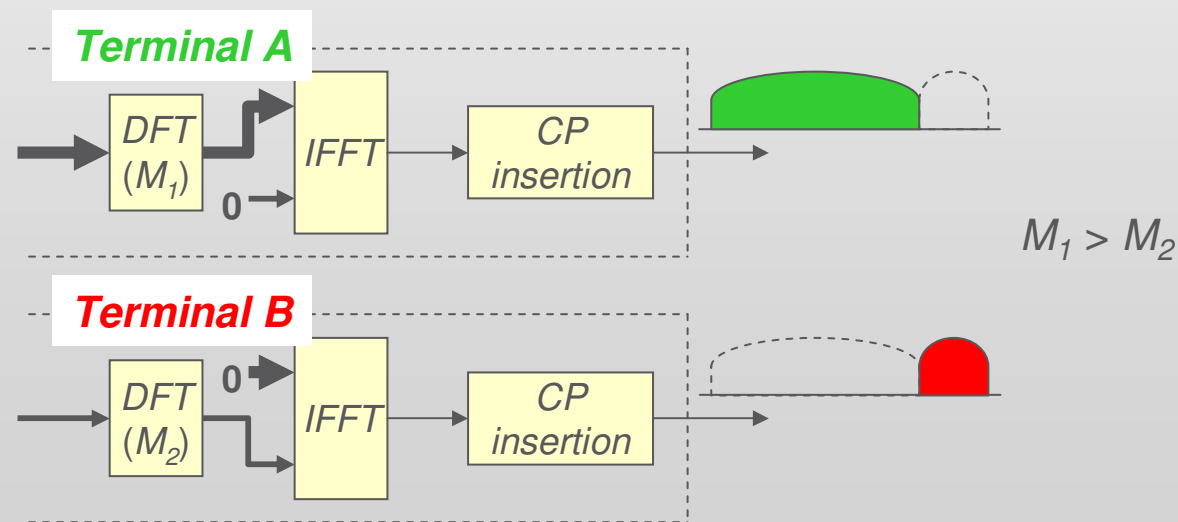 Terminal A
DFT
(M₁)
0
IFFT
CP
insertion
M₁ > M₂
Terminal B
DFT
(M₂)
0
IFFT
CP
insertion